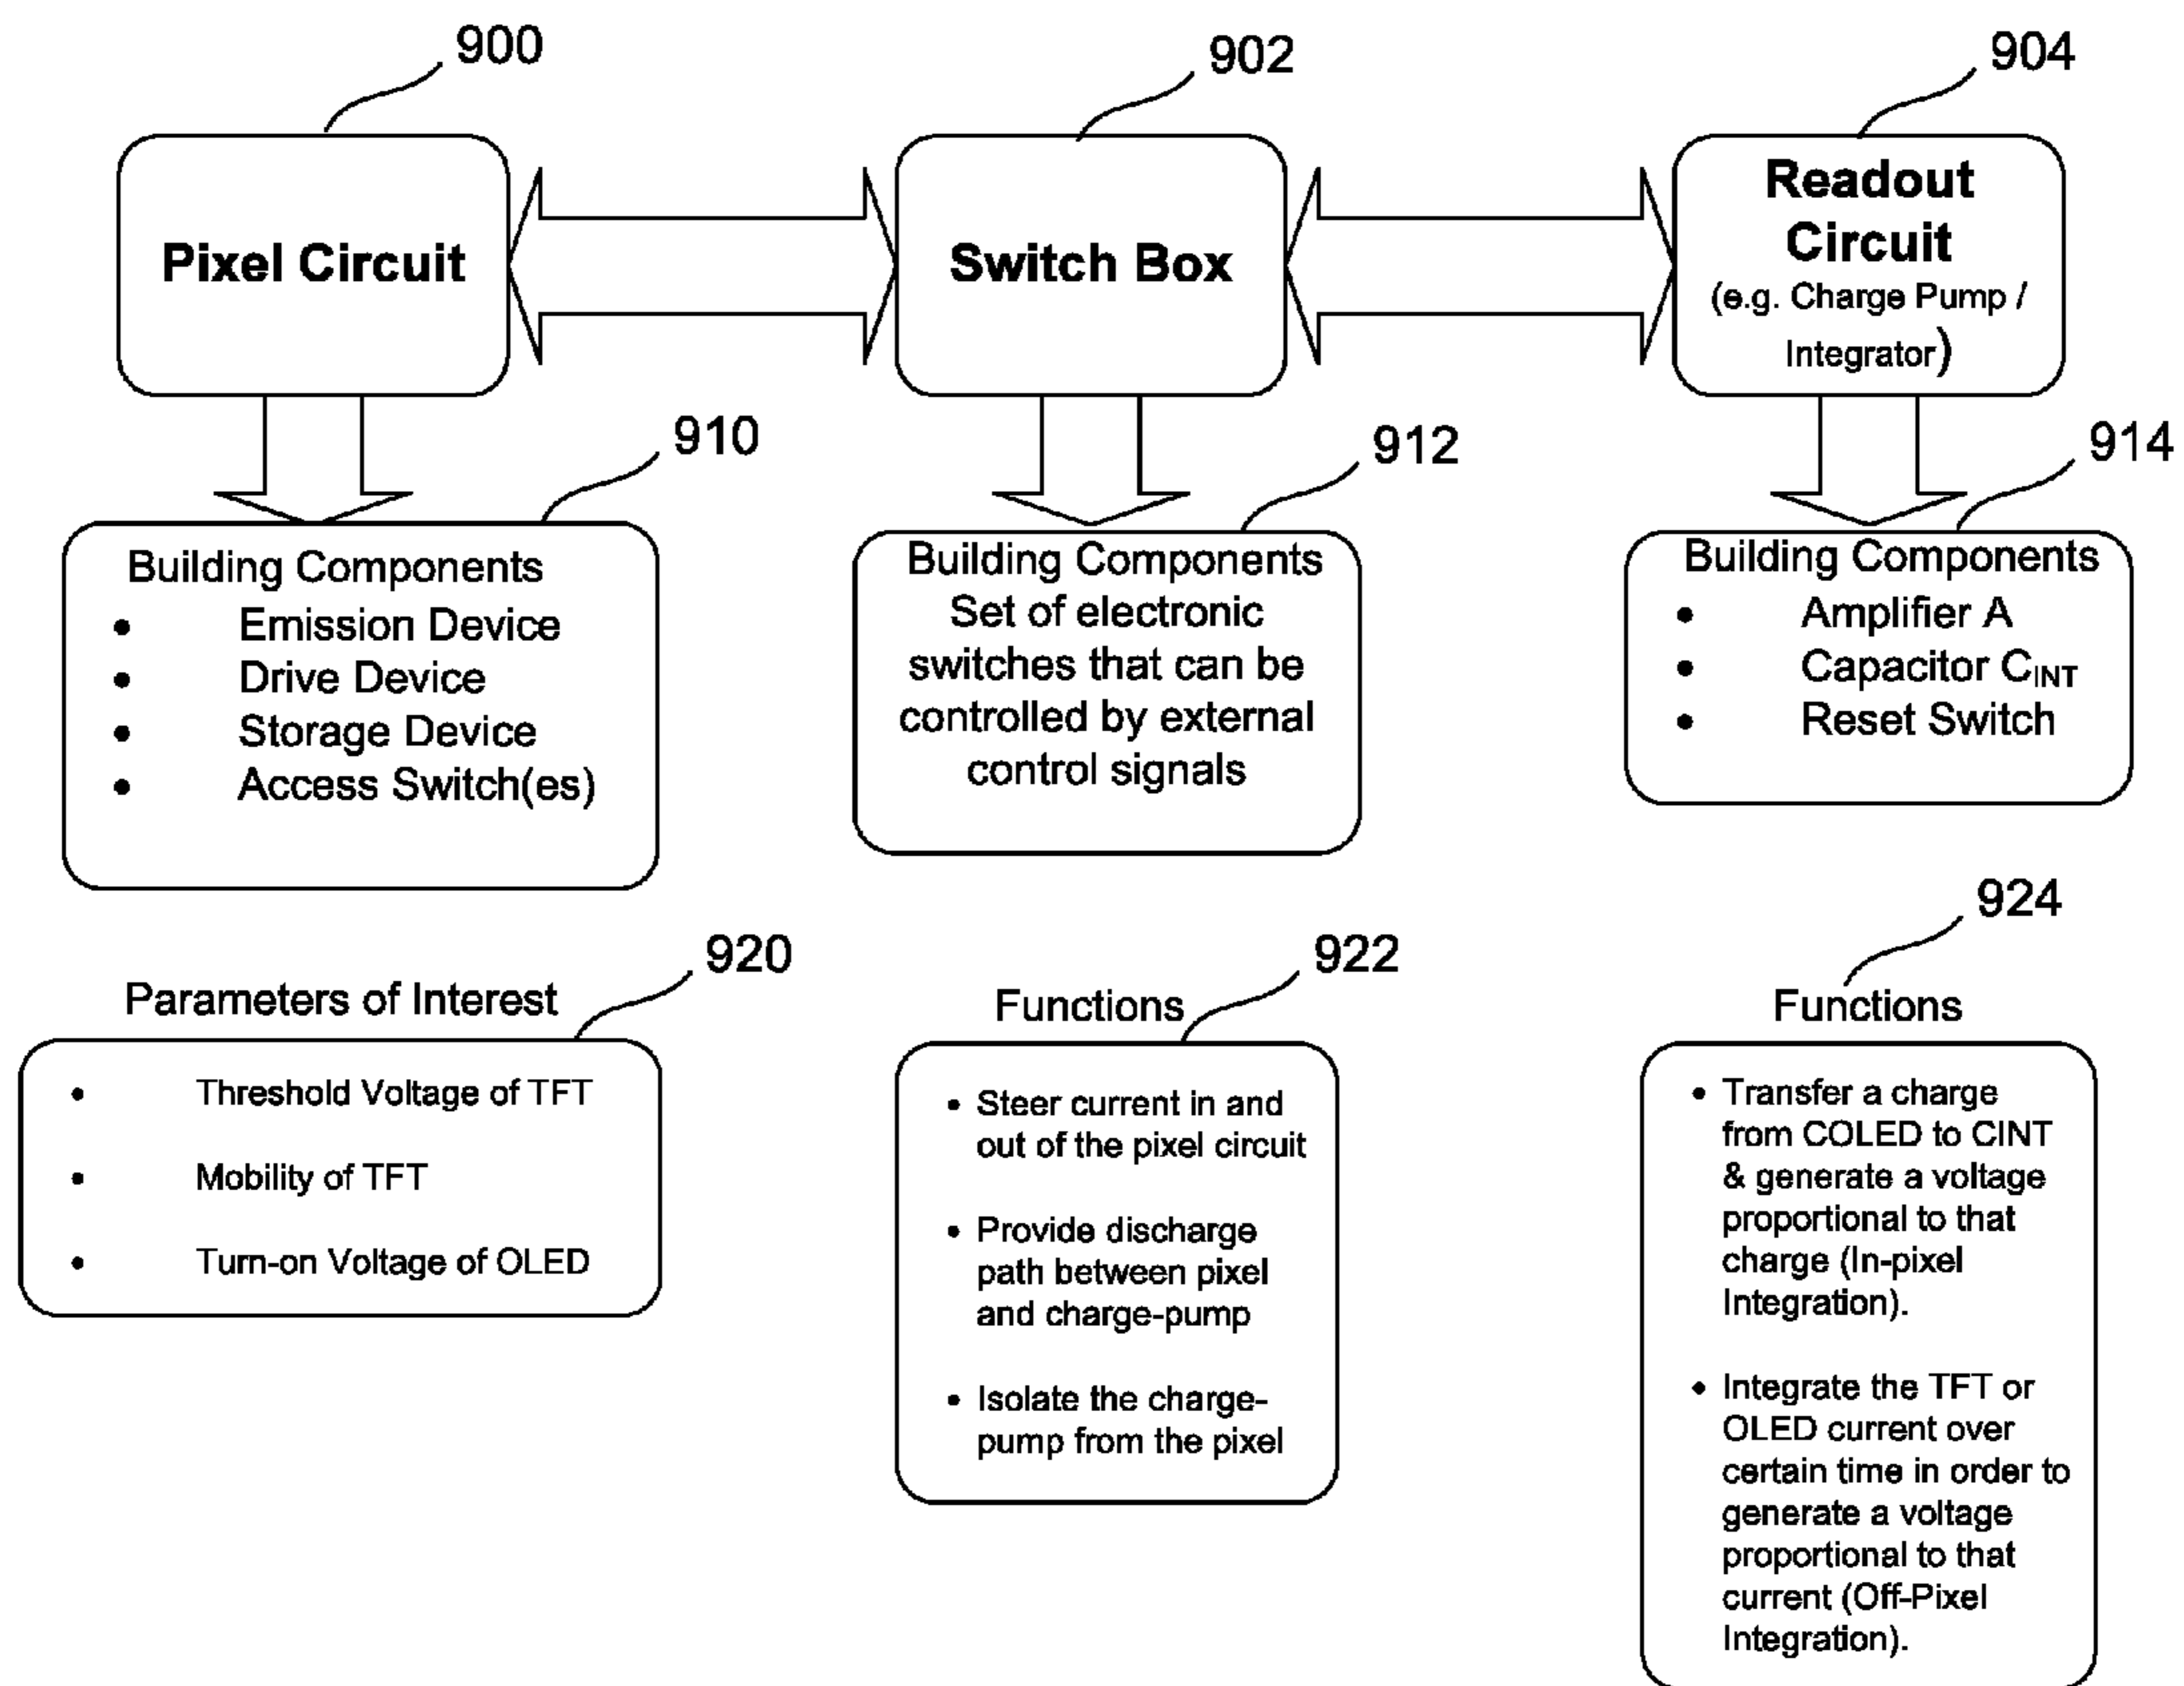 900
902
904
Pixel Circuit
Switch Box
Readout
Circuit
(e.g. Charge Pump /
Integrator)
910
912
914
Building Components
• Emission Device
• Drive Device
• Storage Device
• Access Switch(es)
Building Components
Set of electronic
switches that can be
controlled by external
control signals
Building Components
• Amplifier A
• Capacitor CINT
• Reset Switch
920
922
924
Parameters of Interest
• Threshold Voltage of TFT
• Mobility of TFT
• Turn-on Voltage of OLED
Functions
• Steer current in and
out of the pixel circuit
• Provide discharge
path between pixel
and charge-pump
• Isolate the charge-
pump from the pixel
Functions
• Transfer a charge
from COLED to CINT
& generate a voltage
proportional to that
charge (In-pixel
Integration).
• Integrate the TFT or
OLED current over
certain time in order to
generate a voltage
proportional to that
current (Off-Pixel
Integration).